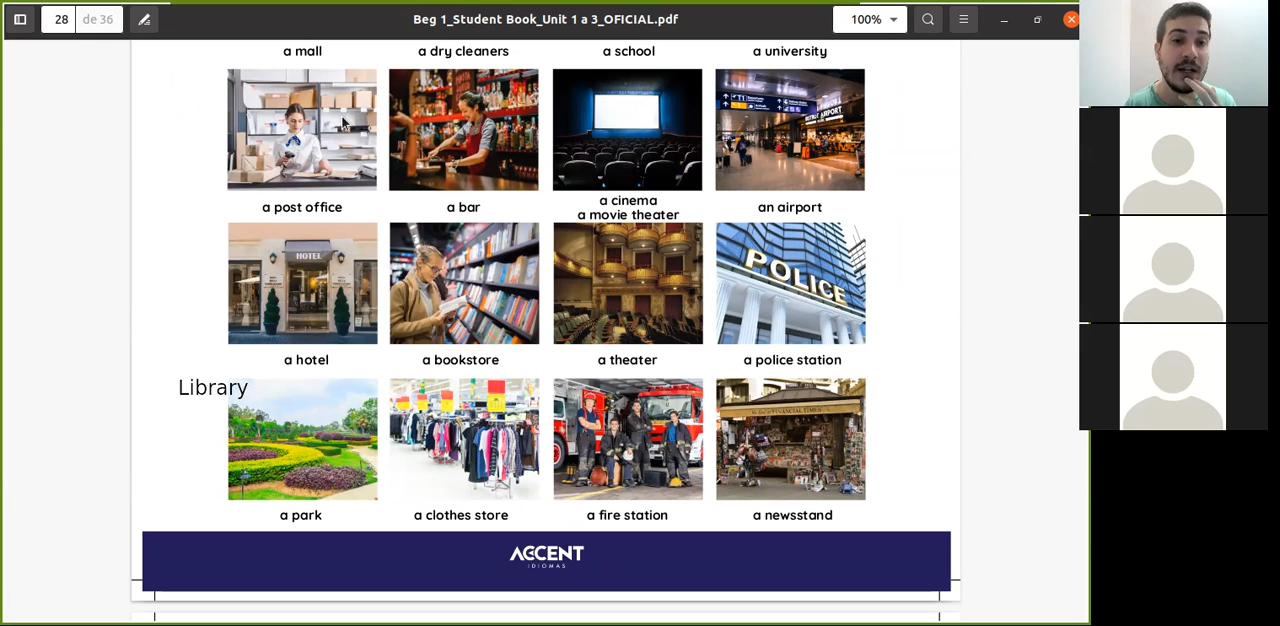 28 de 36
Beg 1_Student Book_Unit 1 a 3_OFICIAL.pdf
100%
a mall
a dry cleaners
a school
a university
a post office
a bar
a cinema
a movie theater
an airport
HOTEL
POLICE
a hotel
a bookstore
a theater
a police station
Library
FINANCIAL TIMES
a park
a clothes store
a fire station
a newsstand
ACCENT
IDIOMAS